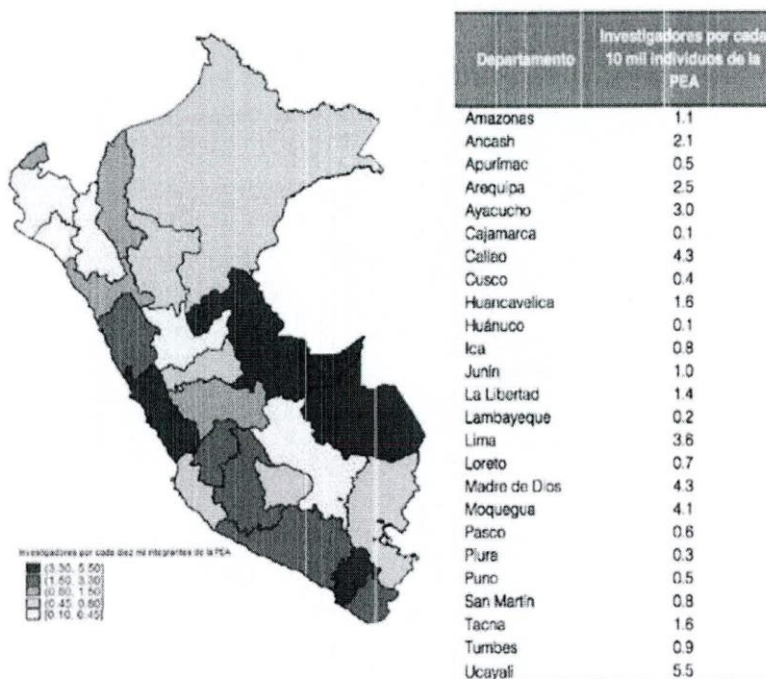 Departamento
Investigadores por cada
10 mil individuos de la
PEA
Amazonas 1.1
Ancash 2.1
Apurímac 0.5
Arequipa 2.5
Ayacucho 3.0
Cajamarca 0.1
Callao 4.3
Cusco 0.4
Huancavelica 1.6
Huánuco 0.1
Ica 0.8
Junín 1.0
La Libertad 1.4
Lambayeque 0.2
Lima 3.6
Loreto 0.7
Madre de Dios 4.3
Moquegua 4.1
Pasco 0.6
Piura 0.3
Puno 0.5
San Martín 0.8
Tacna 1.6
Tumbes 0.9
Ucayali 5.5
Investigadores por cada diez mil integrantes de la PEA
(3.30, 5.50]
(1.50, 3.30]
(0.80, 1.50]
(0.45, 0.80]
[0.10, 0.45]